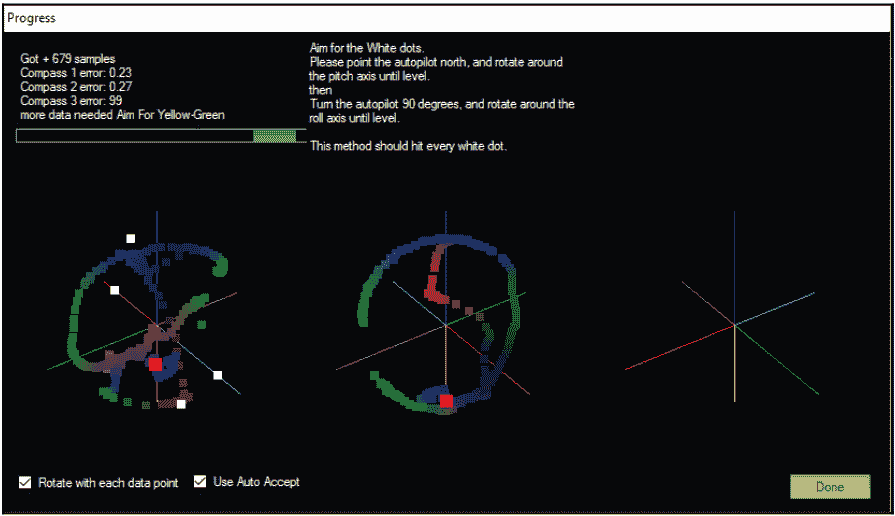 Progress
Got + 679 samples
Compass 1 error: 0.23
Compass 2 error: 0.27
Compass 3 error: 99
more data needed Aim For Yellow-Green
Aim for the White dots.
Please point the autopilot north, and rotate around
the pitch axis until level.
then
Turn the autopilot 90 degrees, and rotate around the
roll axis until level.
This method should hit every white dot.
Rotate with each data point
Use Auto Accept
Done